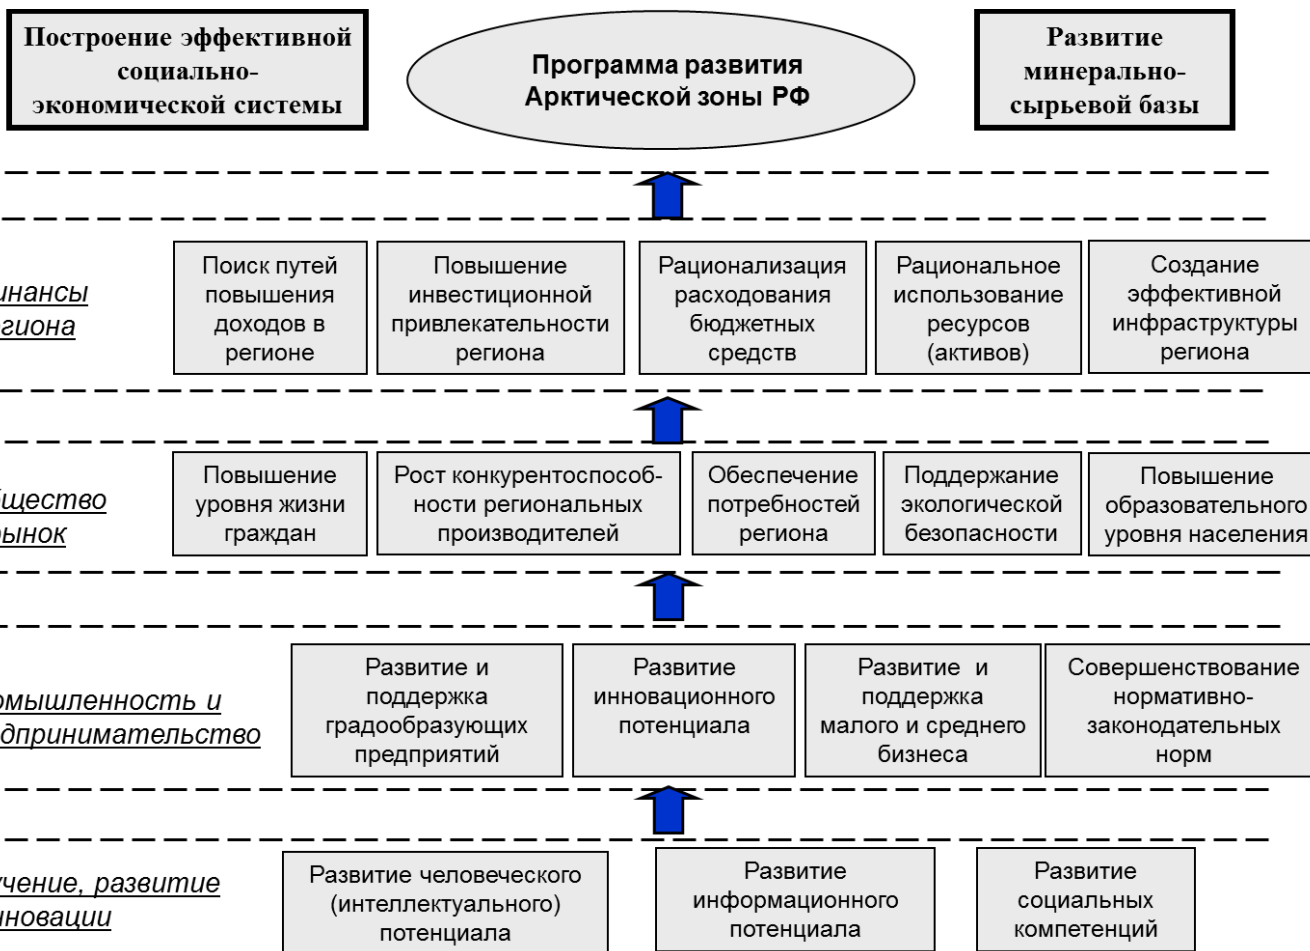 Построение эффективной
социально-
экономической системы
Программа развития
Арктической зоны РФ
Развитие
минерально-
сырьевой базы
инансы
егиона
Поиск путей
повышения
доходов в
регионе
Повышение
инвестиционной
привлекательности
региона
Рационализация
расходования
бюджетных
средств
Рациональное
использование
ресурсов
(активов)
Создание
эффективной
инфраструктуры
региона
бщество
рынок
Повышение
уровня жизни
граждан
Рост конкурентоспособ-
ности региональных
производителей
Обеспечение
потребностей
региона
Поддержание
экологической
безопасности
Повышение
образовательного
уровня населения
омышленность и
едпринимательство
Развитие и
поддержка
градообразующих
предприятий
Развитие
инновационного
потенциала
Развитие и
поддержка
малого и среднего
бизнеса
Совершенствование
нормативно-
законодательных
норм
учение, развитие
нновации
Развитие человеческого
(интеллектуального)
потенциала
Развитие
информационного
потенциала
Развитие
социальных
компетенций